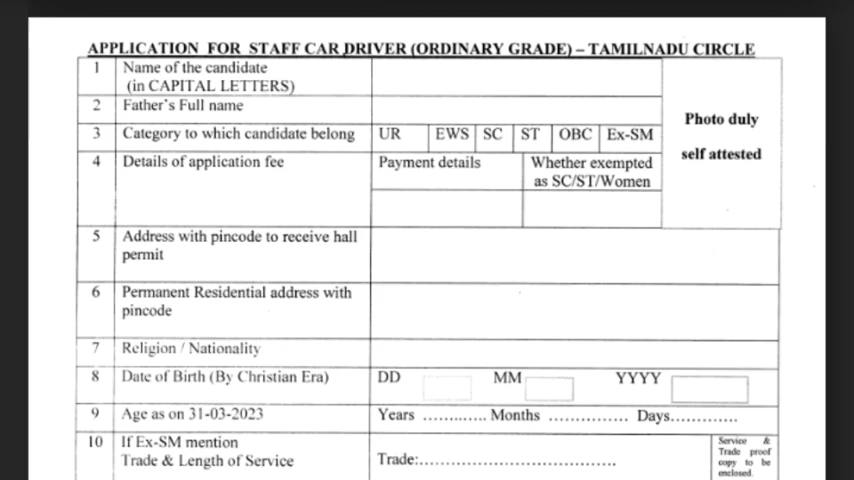 APPLICATION FOR STAFF CAR DRIVER (ORDINARY GRADE) – TAMILNADU CIRCLE
1 Name of the candidate
(in CAPITAL LETTERS)
2 Father's Full name
Photo duly
self attested
3 Category to which candidate belong UR EWS SC ST OBC Ex-SM
4 Details of application fee Payment details Whether exempted
as SC/ST/Women
5 Address with pincode to receive hall
permit
6 Permanent Residential address with
pincode
7 Religion / Nationality
8 Date of Birth (By Christian Era) DD MM YYYY
9 Age as on 31-03-2023 Years ............. Months ................ Days.............
10 If Ex-SM mention
Trade & Length of Service Trade:.......................................
Service &
Trade proof
copy to be
enclosed.